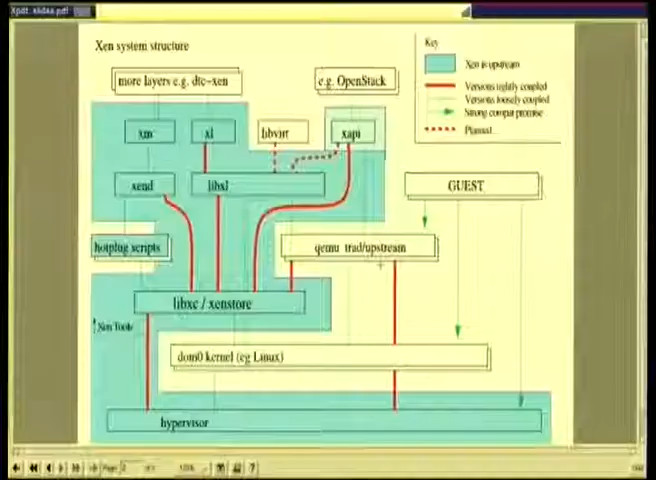 Xen system structure
Key
Xen is upstream
Versions tightly coupled
Versions loosely coupled
Strong compat promise
Planned
more layers e.g. dtc-xen
e.g. OpenStack
xm
xl
libvirt
xapi
xend
libxl
GUEST
hotplug scripts
qemu trad/upstream
libxc / xenstore
Xen Tools
dom0 kernel (eg Linux)
hypervisor
Page